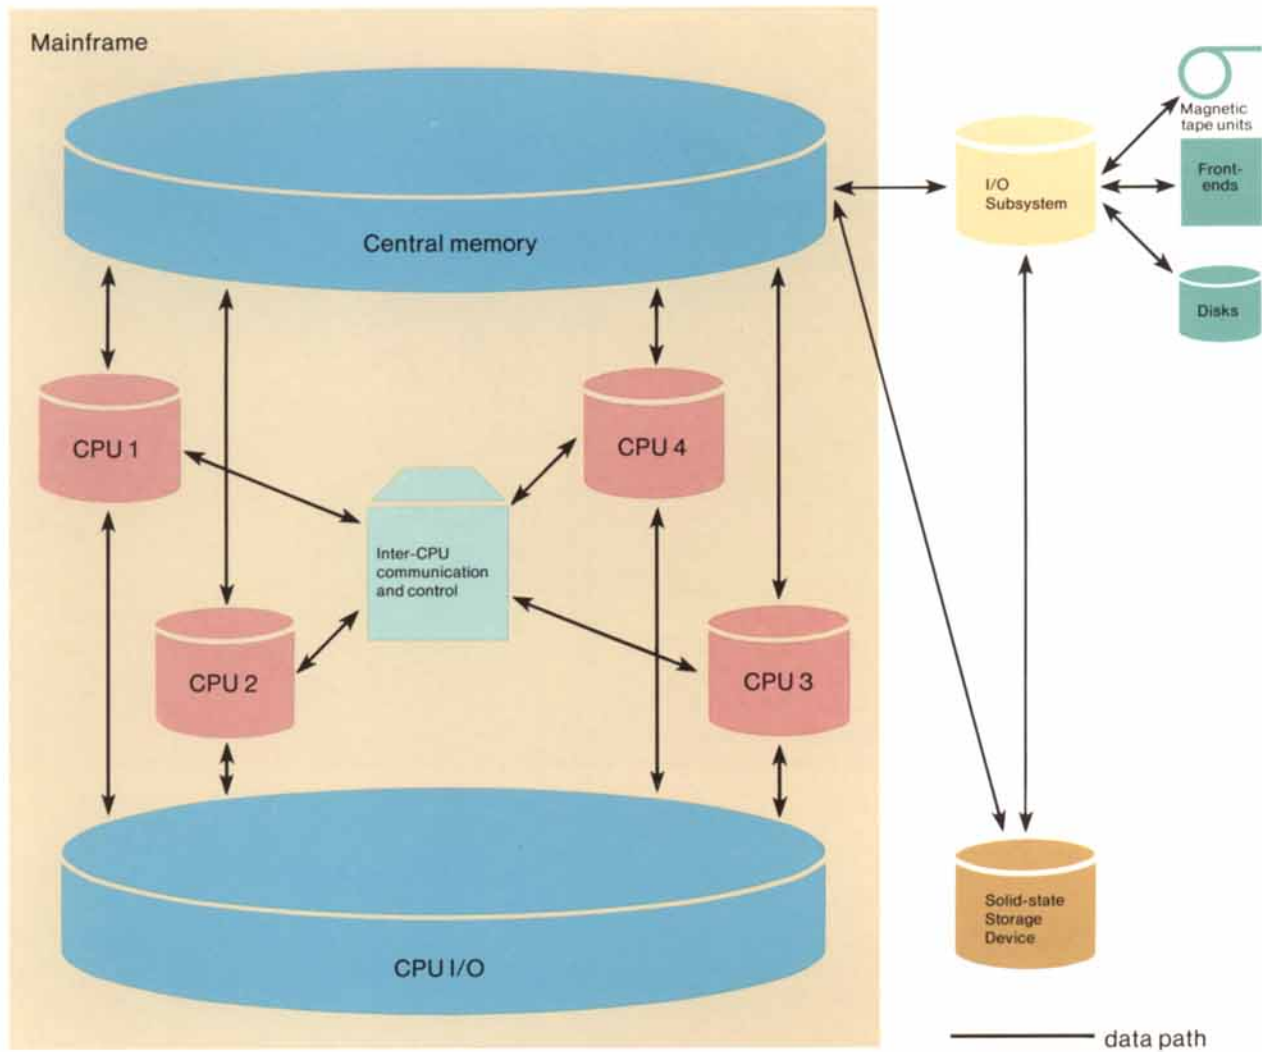 Mainframe
Magnetic
tape units
Front-
ends
I/O
Subsystem
Central memory
Disks
CPU 1
CPU 4
Inter-CPU
communication
and control
CPU 2
CPU 3
Solid-state
Storage
Device
CPU I/O
data path